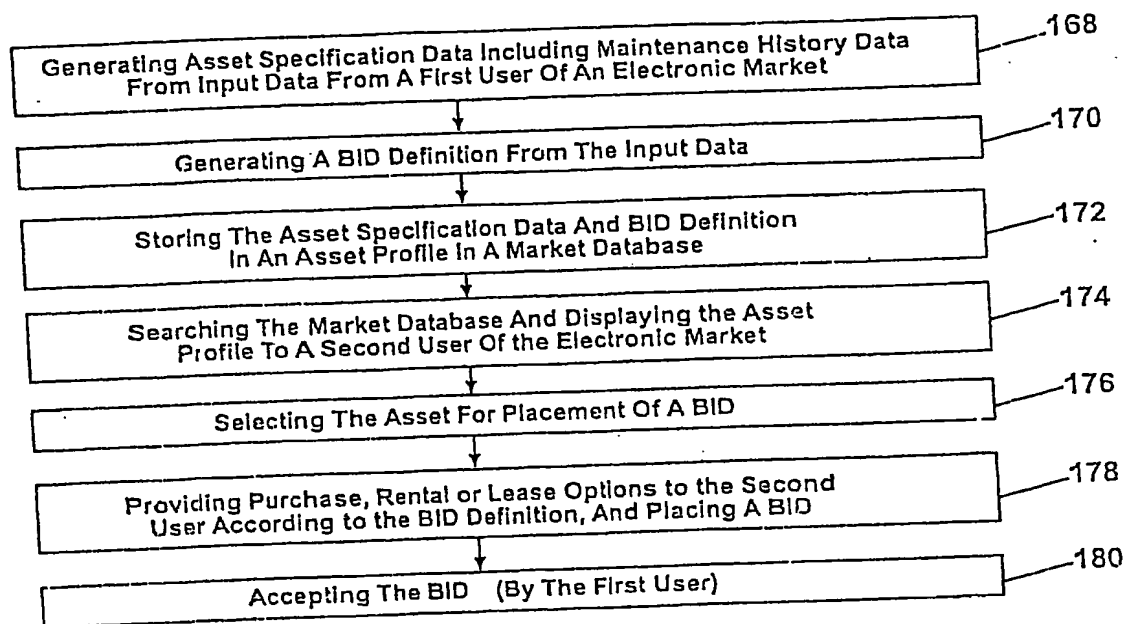 Generating Asset Specification Data Including Maintenance History Data
From Input Data From A First User Of An Electronic Market
168
Generating A BID Definition From The Input Data
170
Storing The Asset Specification Data And BID Definition
In An Asset Profile In A Market Database
172
Searching The Market Database And Displaying the Asset
Profile To A Second User Of the Electronic Market
174
Selecting The Asset For Placement Of A BID
176
Providing Purchase, Rental or Lease Options to the Second
User According to the BID Definition, And Placing A BID
178
Accepting The BID (By The First User)
180